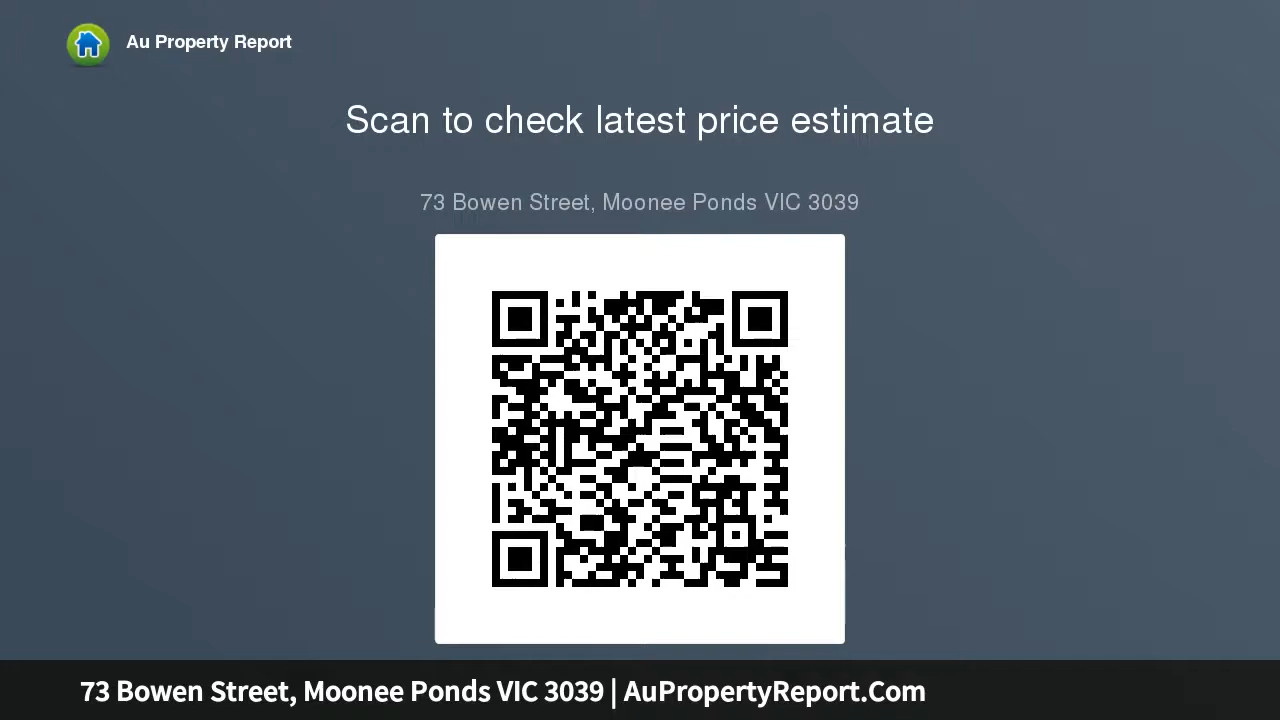 Au Property Report
Scan to check latest price estimate
73 Bowen Street, Moonee Ponds VIC 3039
73 Bowen Street, Moonee Ponds VIC 3039 | AuPropertyReport.Com